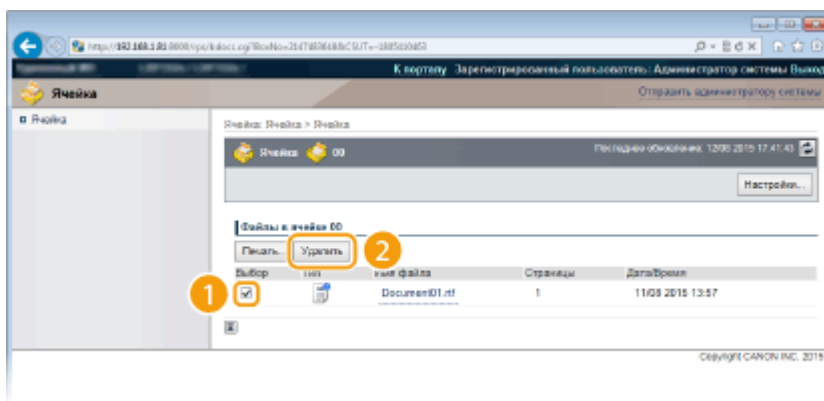 К порталу Зарегистрированный пользователь: Администратор системы Выход
Ячейка
Отправить администратору системы
Ячейка
Ячейка: Ячейка > Ячейка
Ячейка 00
Последнее обновление: 12/08 2015 17:41:43
Настройки...
Файлы в ячейке 00
Печать... Удалить 2
Выбор Тип Имя файла Страницы Дата/Время
1 Document01.rtf 1 11/08 2015 13:57
Copyright CANON INC. 2015